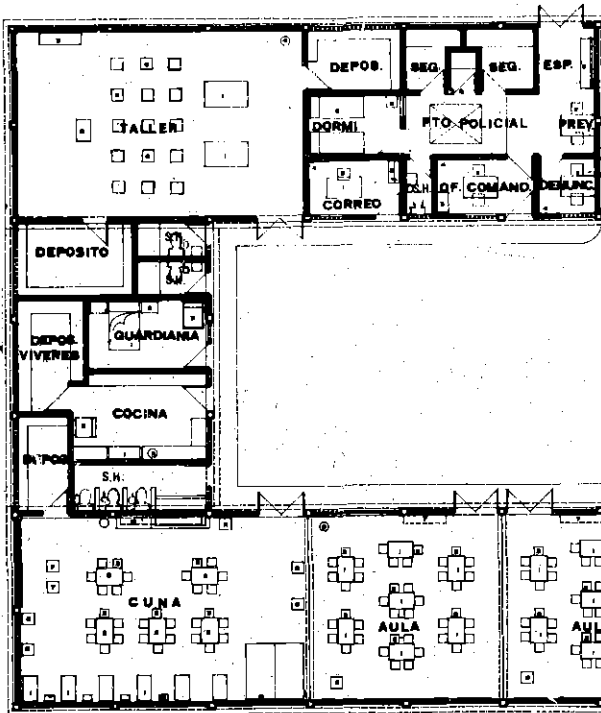 DEPOS.
SEG.
SEG.
ESP.
TALLER
DORMI.
PTO. POLICIAL
PREV.
CORREO
S.H.
OF. COMAND.
DENUNC.
DEPOSITO
S.H.
S.H.
GUARDIANIA
DEPOS.
VIVERES
COCINA
DEPOS.
S.H.
CUNA
AULA
AUL